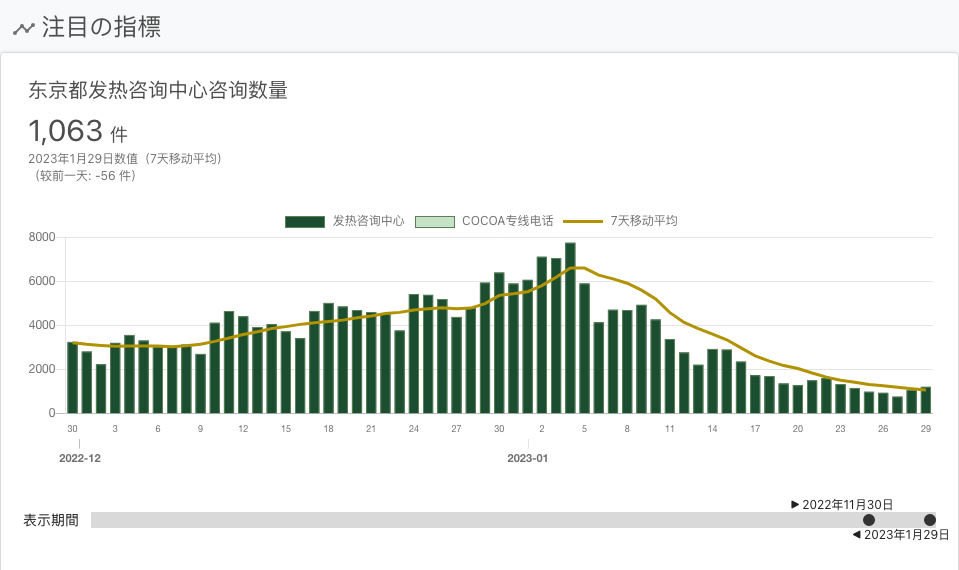 注目の指標
东京都发热咨询中心咨询数量
1,063 件
2023年1月29日数值（7天移动平均）
（较前一天: -56 件）
发热咨询中心 COCOA专线电话 7天移动平均
8000
6000
4000
2000
0
30 3 6 9 12 15 18 21 24 27 30 2 5 8 11 14 17 20 23 26 29
2022-12 2023-01
▶ 2022年11月30日
表示期間
◀ 2023年1月29日